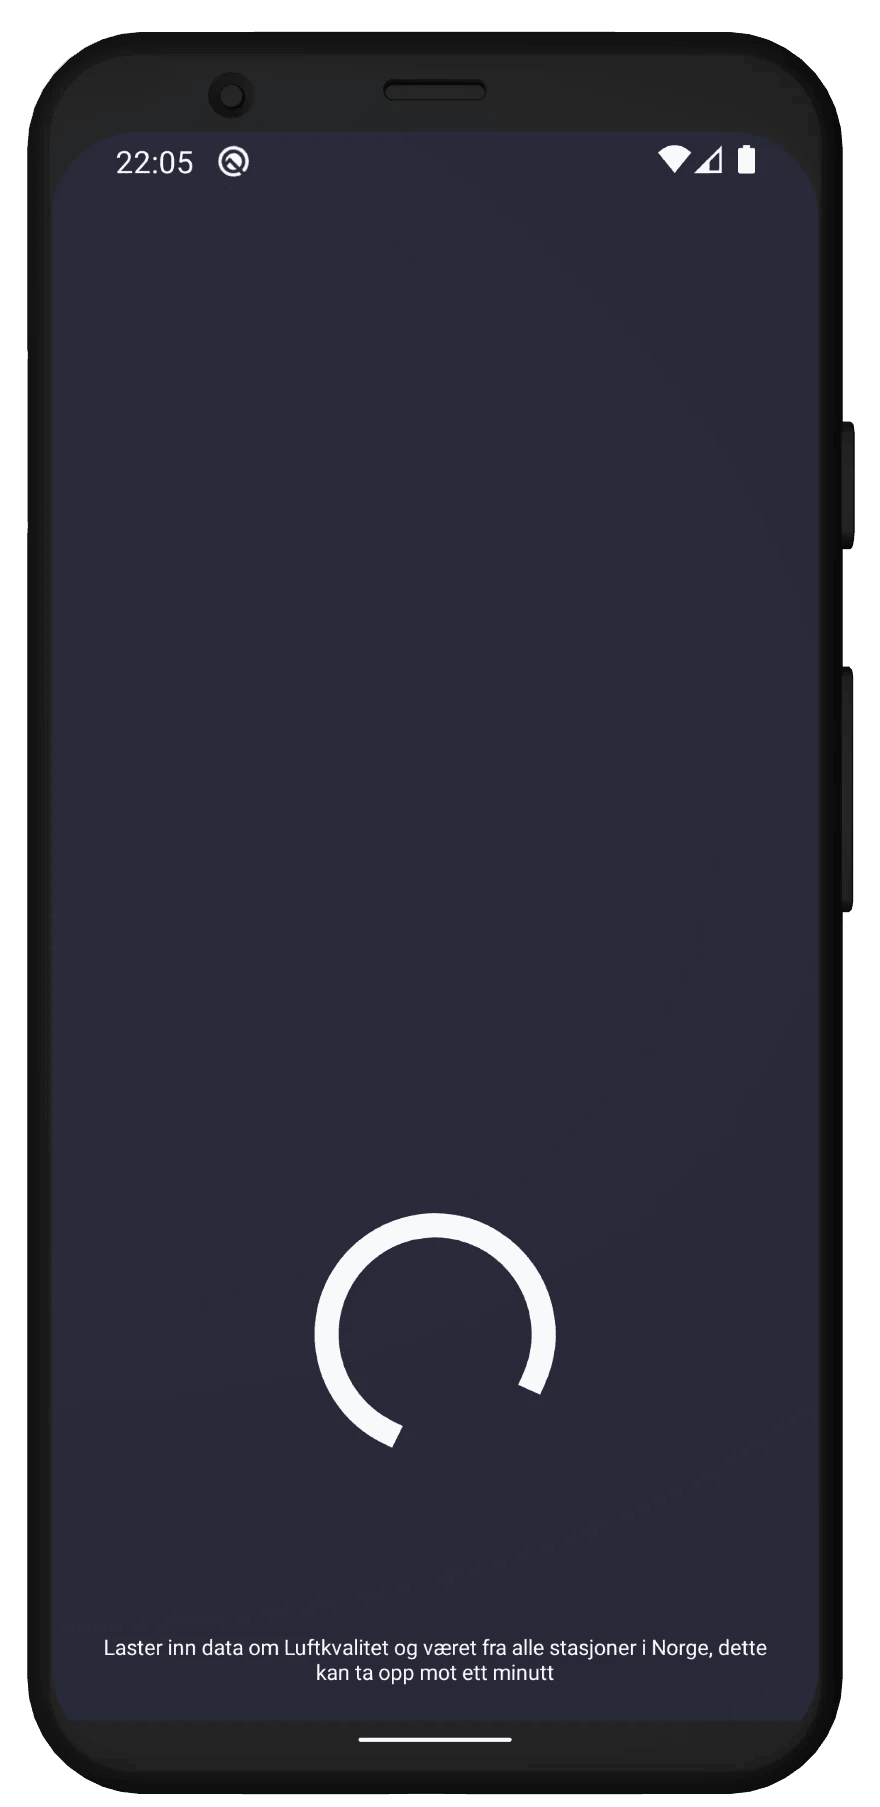 22:05
Laster inn data om Luftkvalitet og været fra alle stasjoner i Norge, dette
kan ta opp mot ett minutt